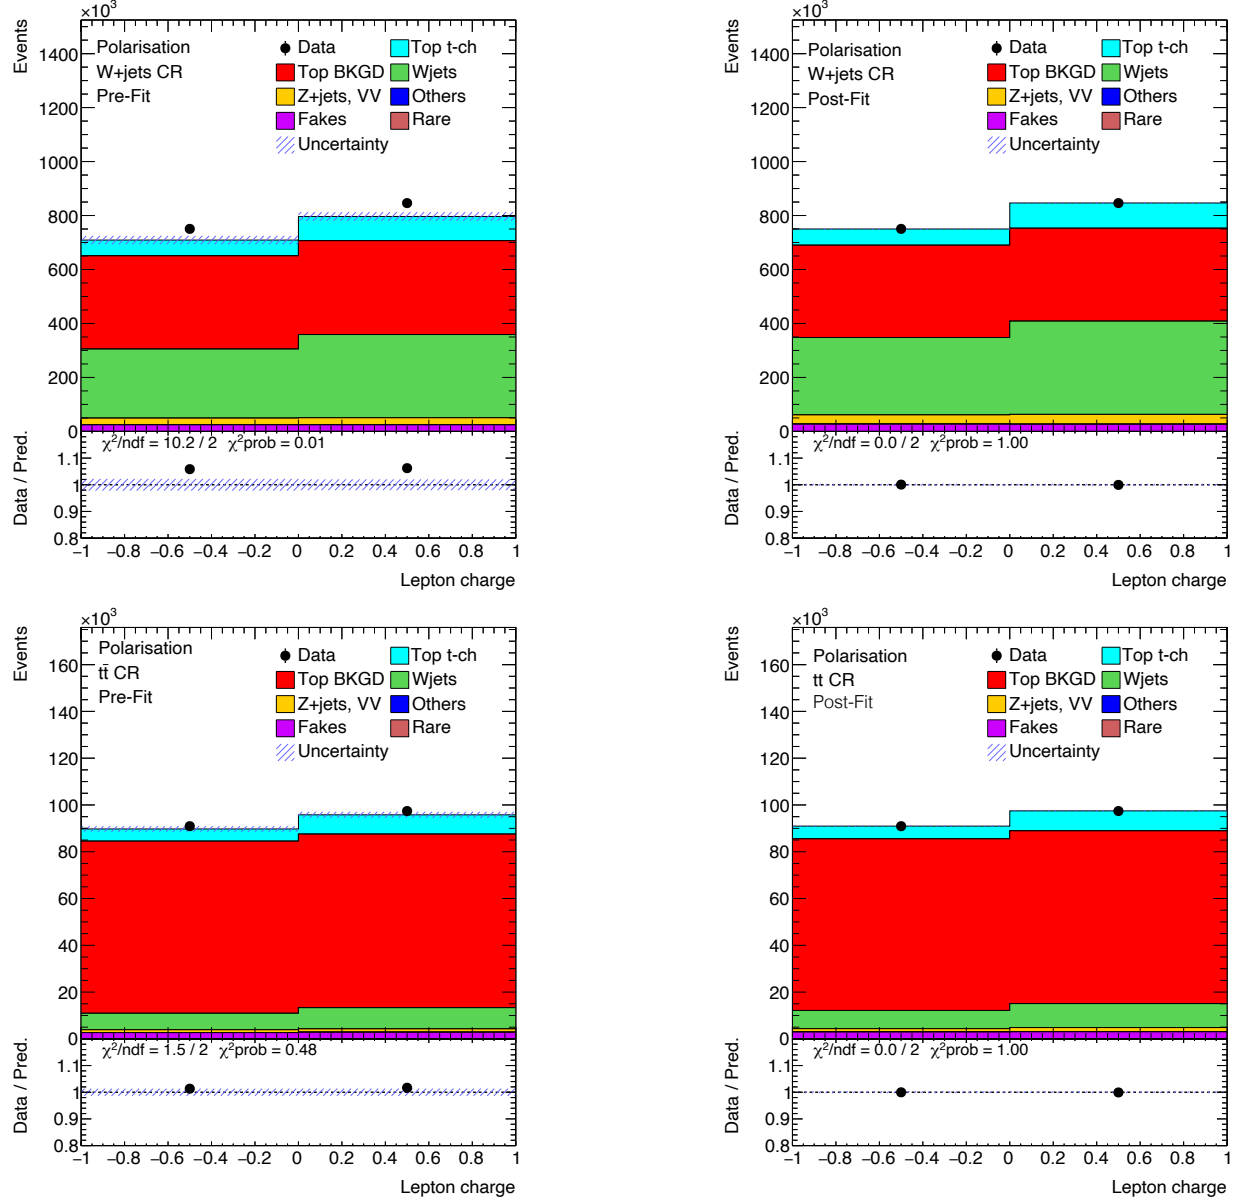 ×10³
Events
1400
1200
1000
800
600
400
200
0
Polarisation
W+jets CR
Pre-Fit
Data
Top t-ch
Top BKGD
Wjets
Z+jets, VV
Others
Fakes
Rare
Uncertainty
χ²/ndf = 10.2 / 2 χ²prob = 0.01
Data / Pred.
1.1
1
0.9
0.8
−1 −0.8 −0.6 −0.4 −0.2 0 0.2 0.4 0.6 0.8 1
Lepton charge
×10³
Events
1400
1200
1000
800
600
400
200
0
Polarisation
W+jets CR
Post-Fit
Data
Top t-ch
Top BKGD
Wjets
Z+jets, VV
Others
Fakes
Rare
Uncertainty
χ²/ndf = 0.0 / 2 χ²prob = 1.00
Data / Pred.
1.1
1
0.9
0.8
−1 −0.8 −0.6 −0.4 −0.2 0 0.2 0.4 0.6 0.8 1
Lepton charge
×10³
Events
160
140
120
100
80
60
40
20
0
Polarisation
tt̄ CR
Pre-Fit
Data
Top t-ch
Top BKGD
Wjets
Z+jets, VV
Others
Fakes
Rare
Uncertainty
χ²/ndf = 1.5 / 2 χ²prob = 0.48
Data / Pred.
1.1
1
0.9
0.8
−1 −0.8 −0.6 −0.4 −0.2 0 0.2 0.4 0.6 0.8 1
Lepton charge
×10³
Events
160
140
120
100
80
60
40
20
0
Polarisation
tt CR
Post-Fit
Data
Top t-ch
Top BKGD
Wjets
Z+jets, VV
Others
Fakes
Rare
Uncertainty
χ²/ndf = 0.0 / 2 χ²prob = 1.00
Data / Pred.
1.1
1
0.9
0.8
−1 −0.8 −0.6 −0.4 −0.2 0 0.2 0.4 0.6 0.8 1
Lepton charge